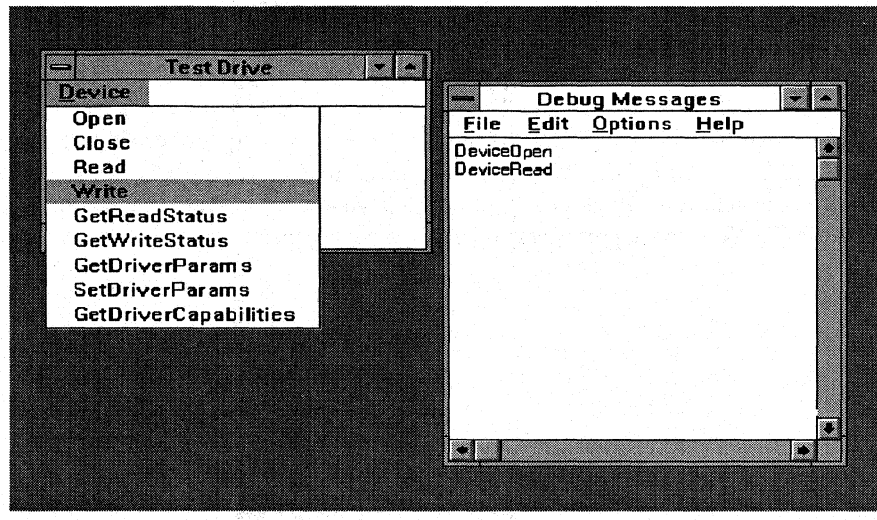 Test Drive
Device
Open
Close
Read
Write
GetReadStatus
GetWriteStatus
GetDriverParams
SetDriverParams
GetDriverCapabilities
Debug Messages
File Edit Options Help
DeviceOpen
DeviceRead